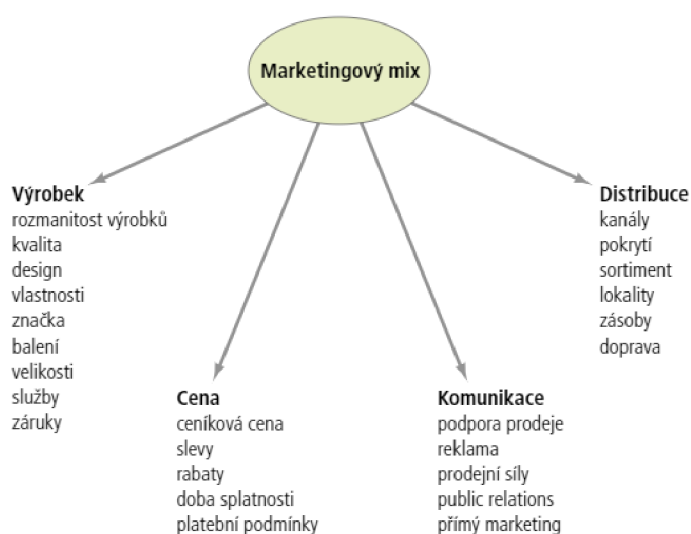 Marketingový mix
Výrobek
rozmanitost výrobků
kvalita
design
vlastnosti
značka
balení
velikosti
služby
záruky
Cena
ceníková cena
slevy
rabaty
doba splatnosti
platební podmínky
Komunikace
podpora prodeje
reklama
prodejní síly
public relations
přímý marketing
Distribuce
kanály
pokrytí
sortiment
lokality
zásoby
doprava